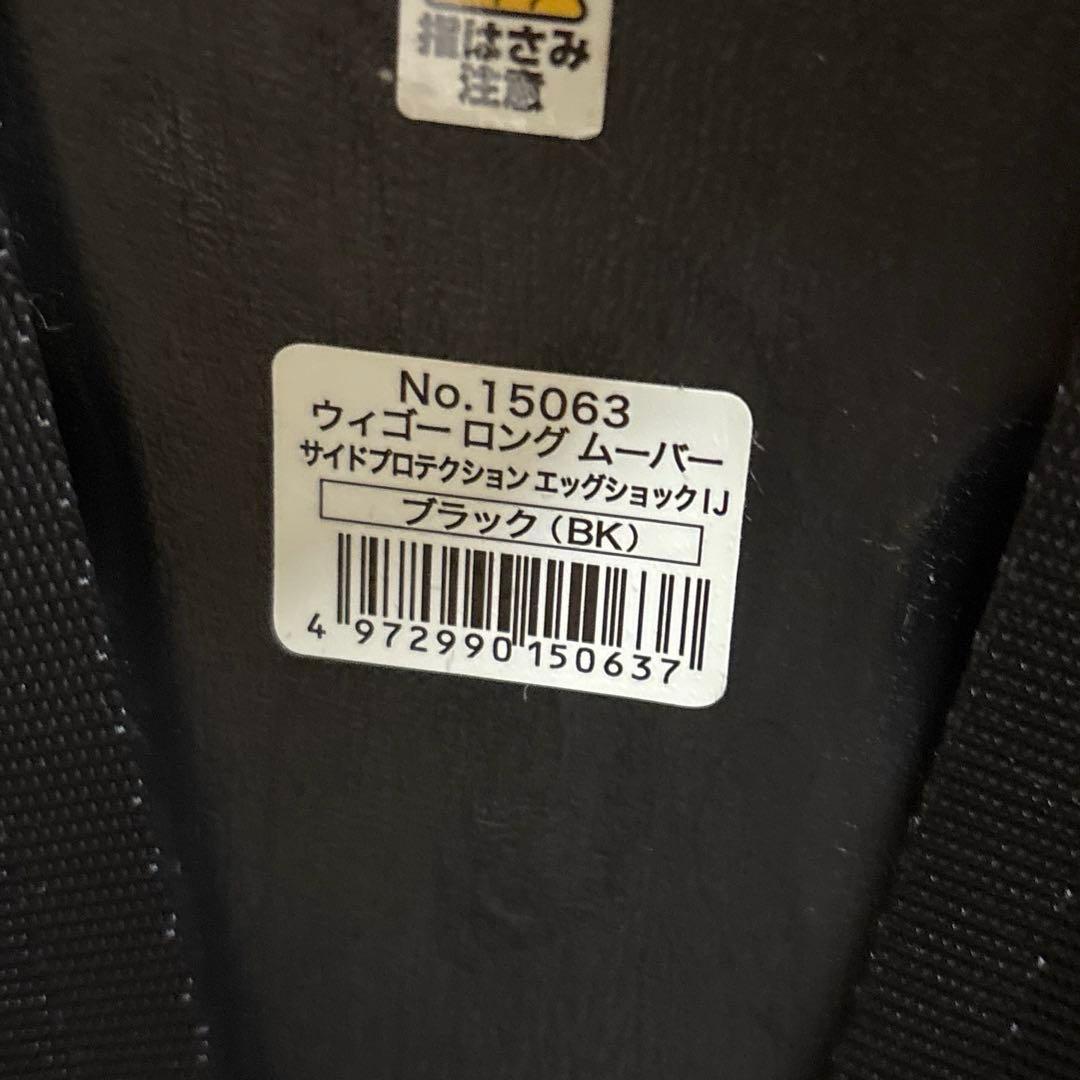 指はさみ
注意
No.15063
ウィゴー ロング ムーバー
サイドプロテクション エッグショック IJ
ブラック（BK）
4 972990 150637